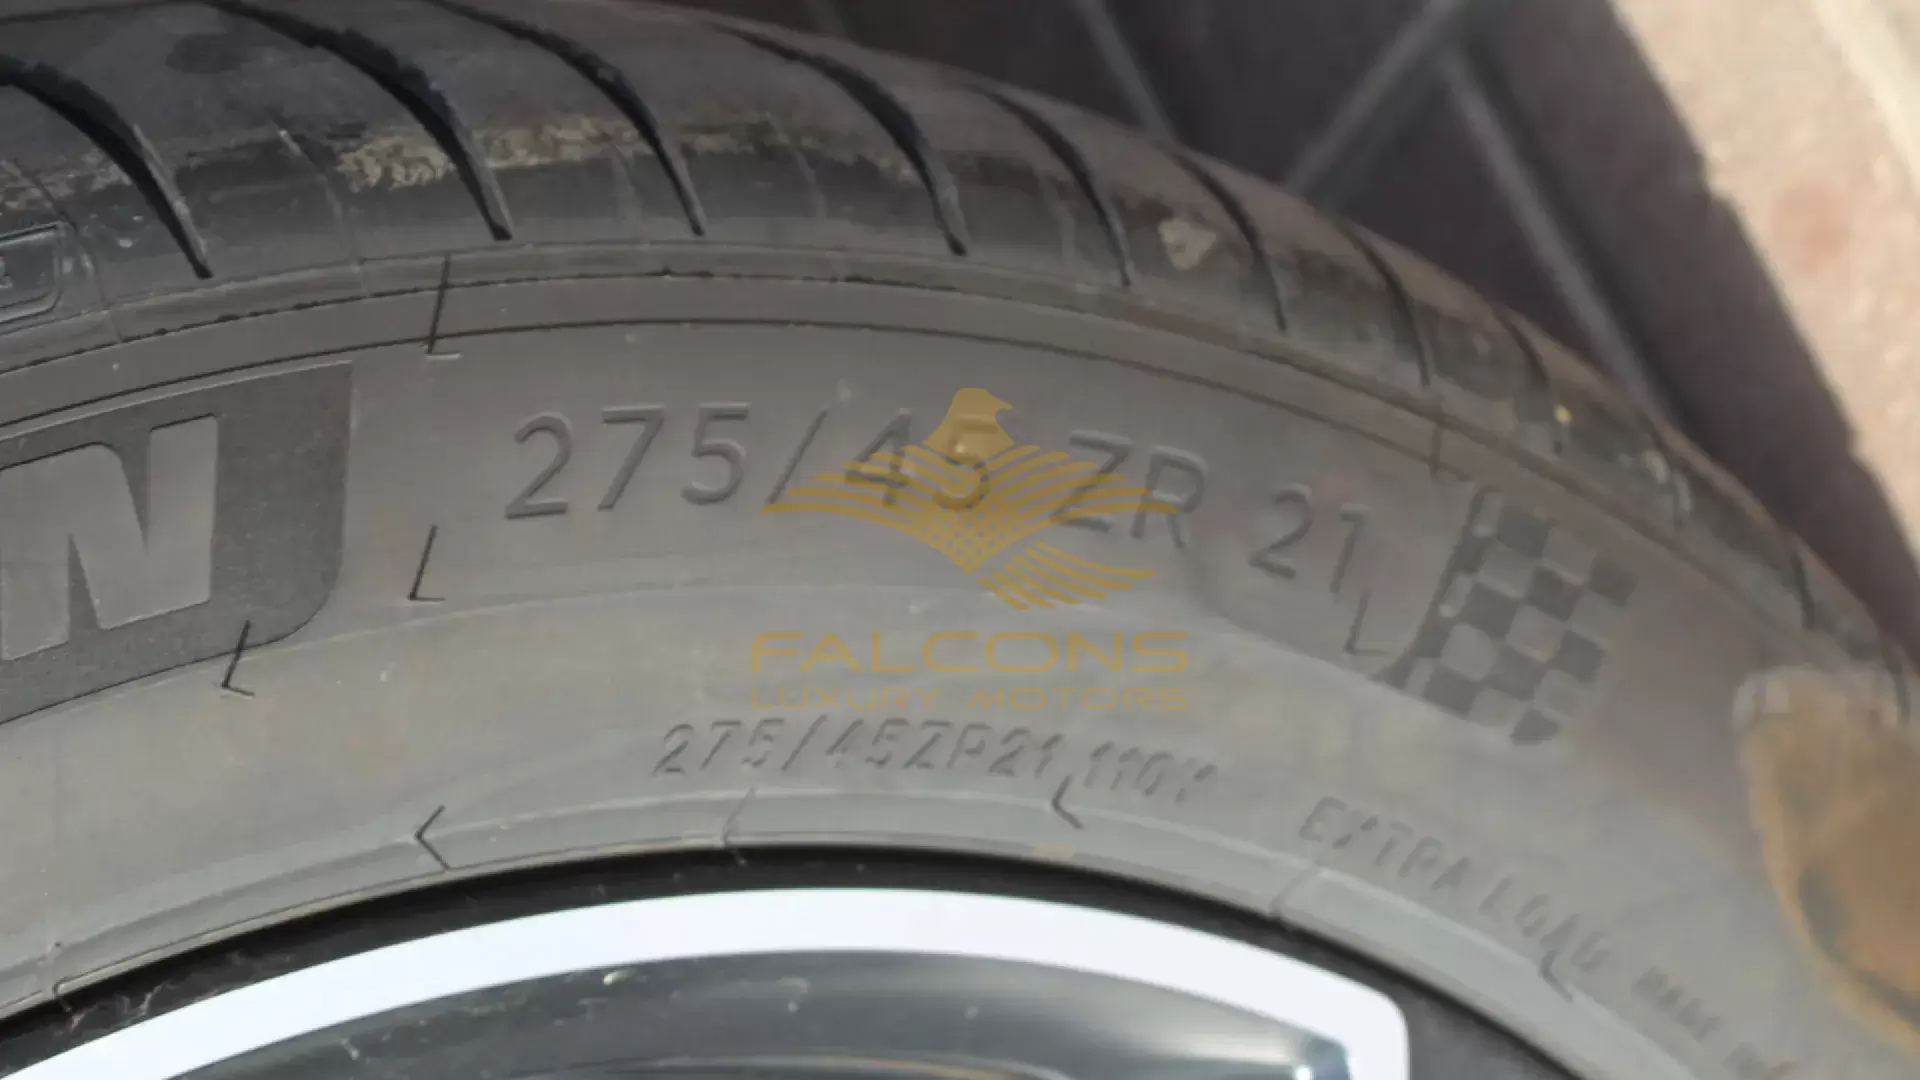 N
275/45 ZR 21
FALCONS
LUXURY MOTORS
275/45ZR21 110Y
EXTRA LOAD